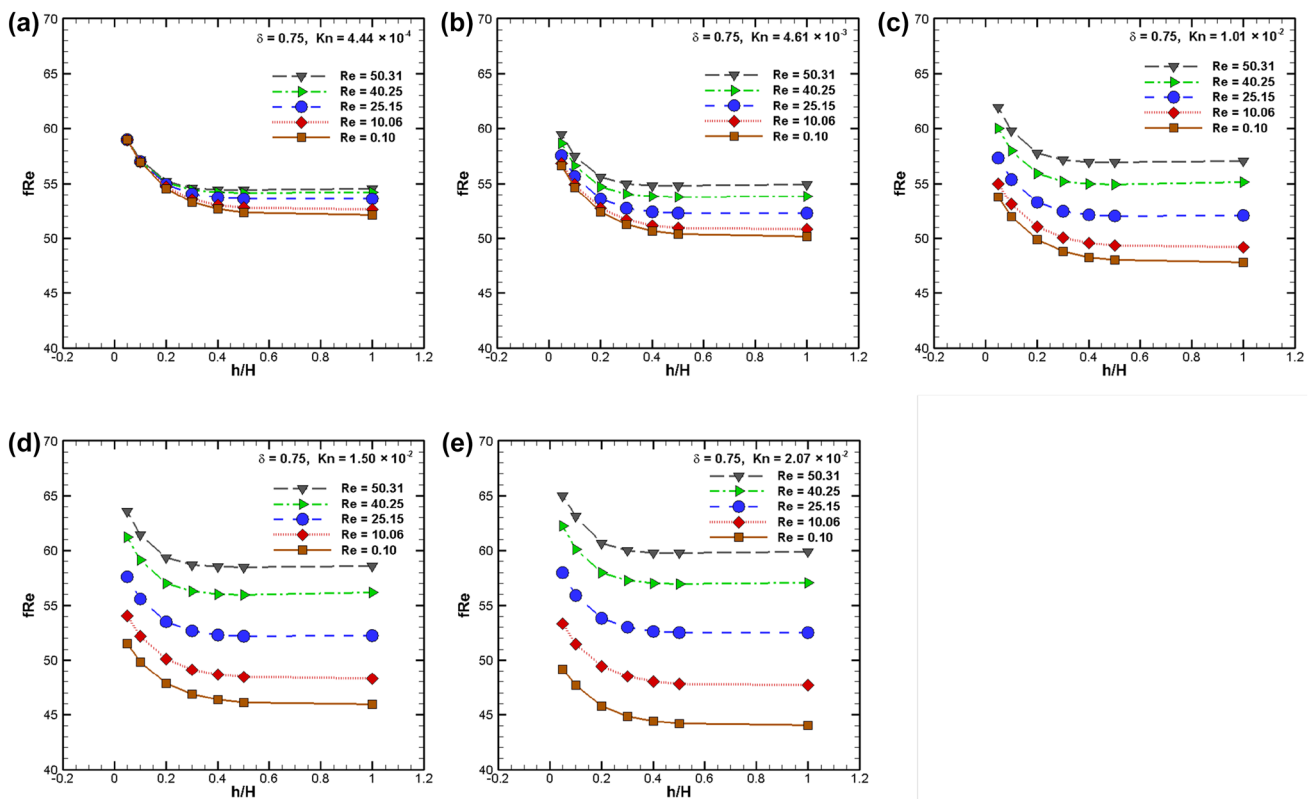 (a)
70
65
60
55
50
45
40
fRe
δ = 0.75, Kn = 4.44 × 10⁻⁴
Re = 50.31
Re = 40.25
Re = 25.15
Re = 10.06
Re = 0.10
-0.2 0 0.2 0.4 0.6 0.8 1 1.2
h/H
(b)
70
65
60
55
50
45
40
fRe
δ = 0.75, Kn = 4.61 × 10⁻³
Re = 50.31
Re = 40.25
Re = 25.15
Re = 10.06
Re = 0.10
-0.2 0 0.2 0.4 0.6 0.8 1 1.2
h/H
(c)
70
65
60
55
50
45
40
fRe
δ = 0.75, Kn = 1.01 × 10⁻²
Re = 50.31
Re = 40.25
Re = 25.15
Re = 10.06
Re = 0.10
-0.2 0 0.2 0.4 0.6 0.8 1 1.2
h/H
(d)
70
65
60
55
50
45
40
fRe
δ = 0.75, Kn = 1.50 × 10⁻²
Re = 50.31
Re = 40.25
Re = 25.15
Re = 10.06
Re = 0.10
-0.2 0 0.2 0.4 0.6 0.8 1 1.2
h/H
(e)
70
65
60
55
50
45
40
fRe
δ = 0.75, Kn = 2.07 × 10⁻²
Re = 50.31
Re = 40.25
Re = 25.15
Re = 10.06
Re = 0.10
-0.2 0 0.2 0.4 0.6 0.8 1 1.2
h/H